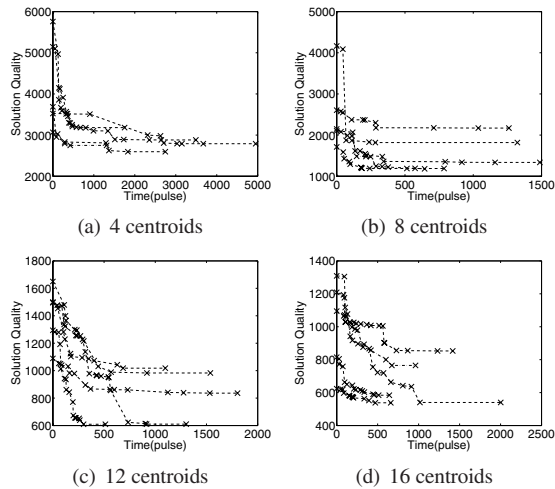 6000
5000
4000
3000
2000
Solution Quality
0 1000 2000 3000 4000 5000
Time(pulse)
(a) 4 centroids
5000
4000
3000
2000
1000
Solution Quality
0 500 1000 1500
Time(pulse)
(b) 8 centroids
1800
1600
1400
1200
1000
800
600
Solution Quality
0 500 1000 1500 2000 2500
Time(pulse)
(c) 12 centroids
1400
1200
1000
800
600
400
Solution Quality
0 500 1000 1500 2000 2500
Time(pulse)
(d) 16 centroids